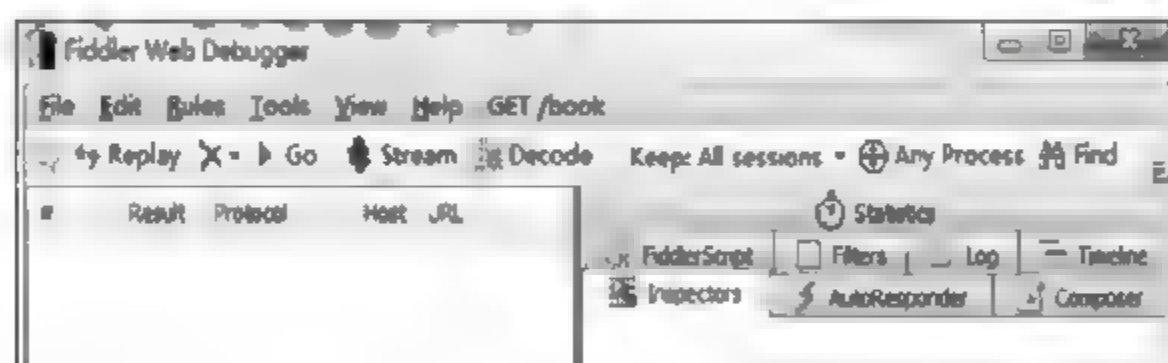 Fiddler Web Debugger
File Edit Rules Tools View Help GET /book
Replay X Go Stream Decode Keep: All sessions Any Process Find
# Result Protocol Host URL
Statistics
FiddlerScript Filters Log Timeline
Inspectors AutoResponder Composer